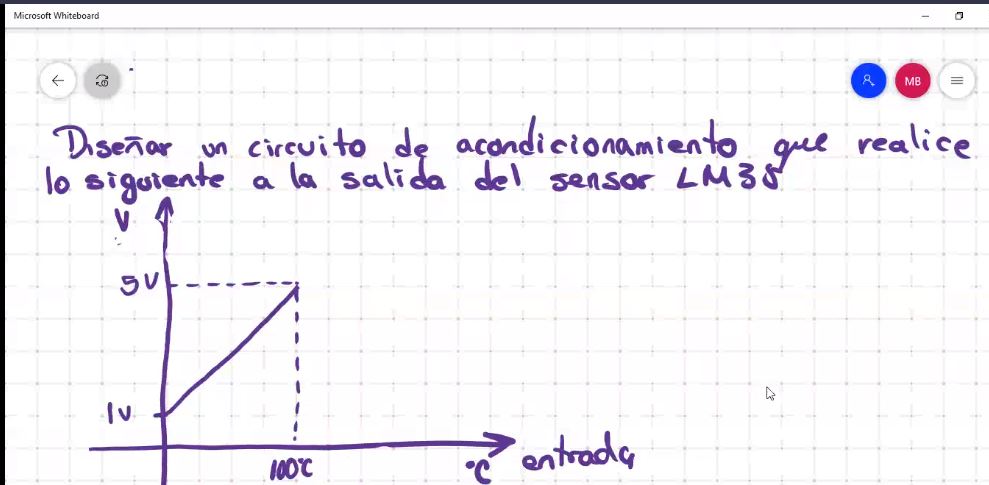 Microsoft Whiteboard
MB
Diseñar un circuito de acondicionamiento que realice
lo siguiente a la salida del sensor LM35
V
5V
1V
100°C
°C entrada